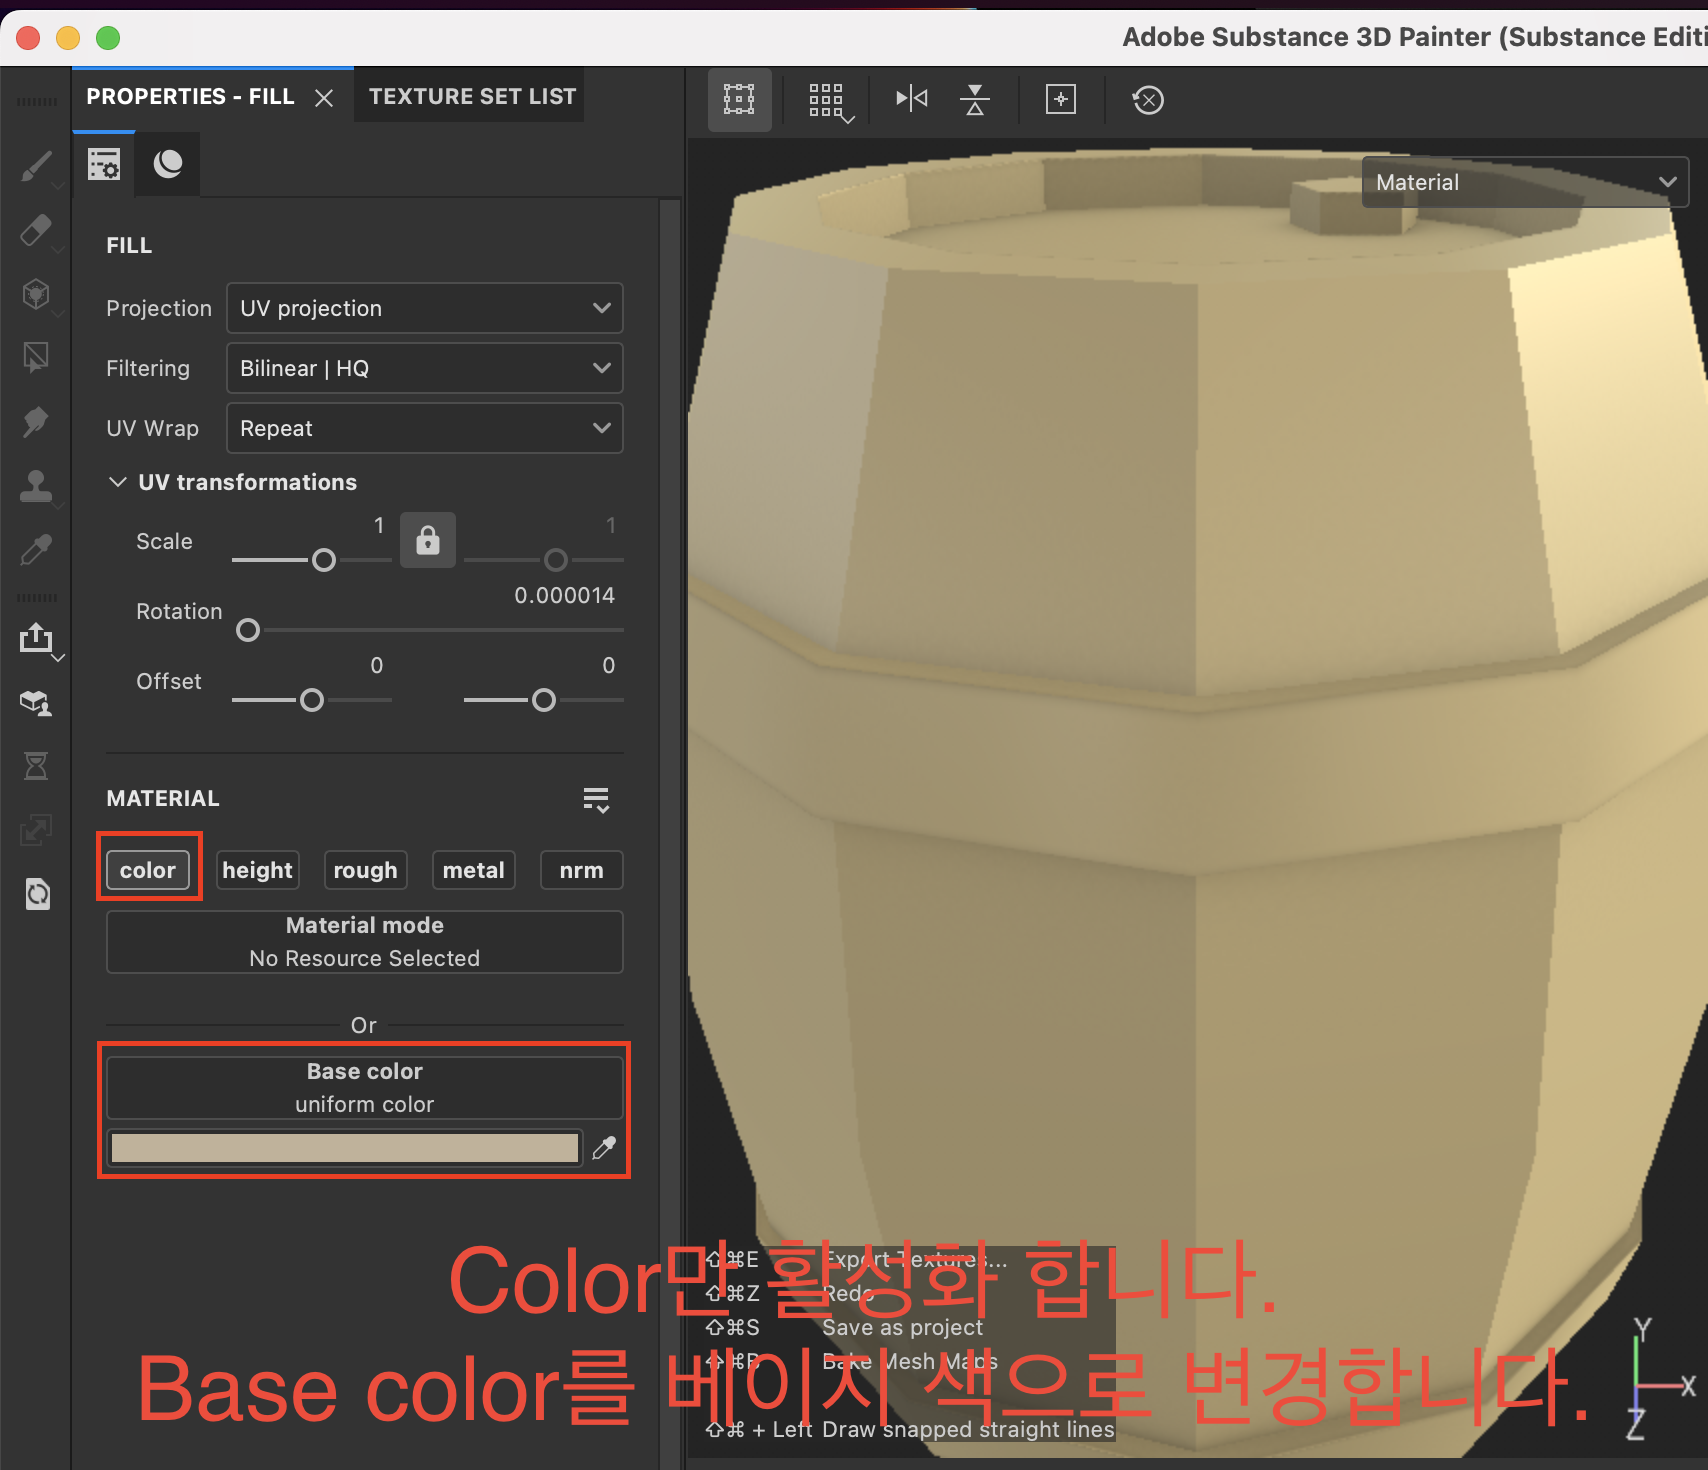 Adobe Substance 3D Painter (Substance Editi
PROPERTIES - FILL
TEXTURE SET LIST
Material
FILL
Projection UV projection
Filtering Bilinear | HQ
UV Wrap Repeat
UV transformations
Scale 1 1
Rotation 0.000014
Offset 0 0
MATERIAL
color height rough metal nrm
Material mode
No Resource Selected
Or
Base color
uniform color
Color만 활성화 합니다.
Base color를 베이지 색으로 변경합니다.
⇧⌘E Export Textures...
⇧⌘Z Redo
⇧⌘S Save as project
⇧⌘B Bake Mesh Maps
⇧⌘ + Left Draw snapped straight lines
Y
X
Z